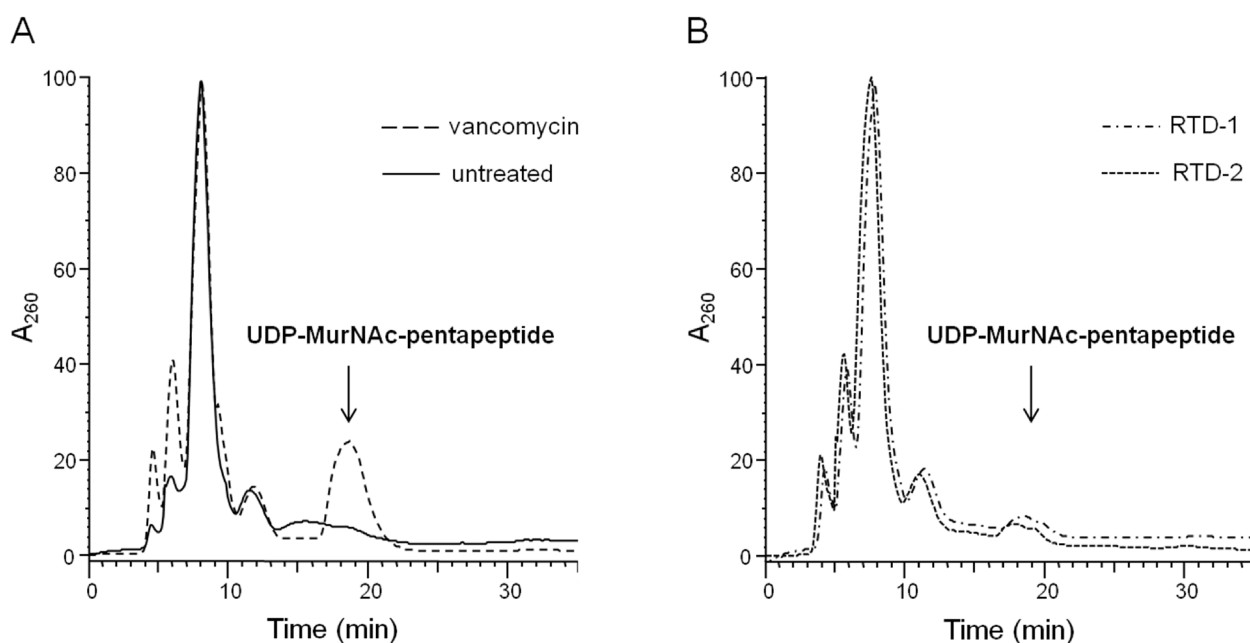 A
B
100
80
60
40
20
0
A260
vancomycin
untreated
UDP-MurNAc-pentapeptide
0 10 20 30
Time (min)
100
80
60
40
20
0
A260
RTD-1
RTD-2
UDP-MurNAc-pentapeptide
0 10 20 30
Time (min)